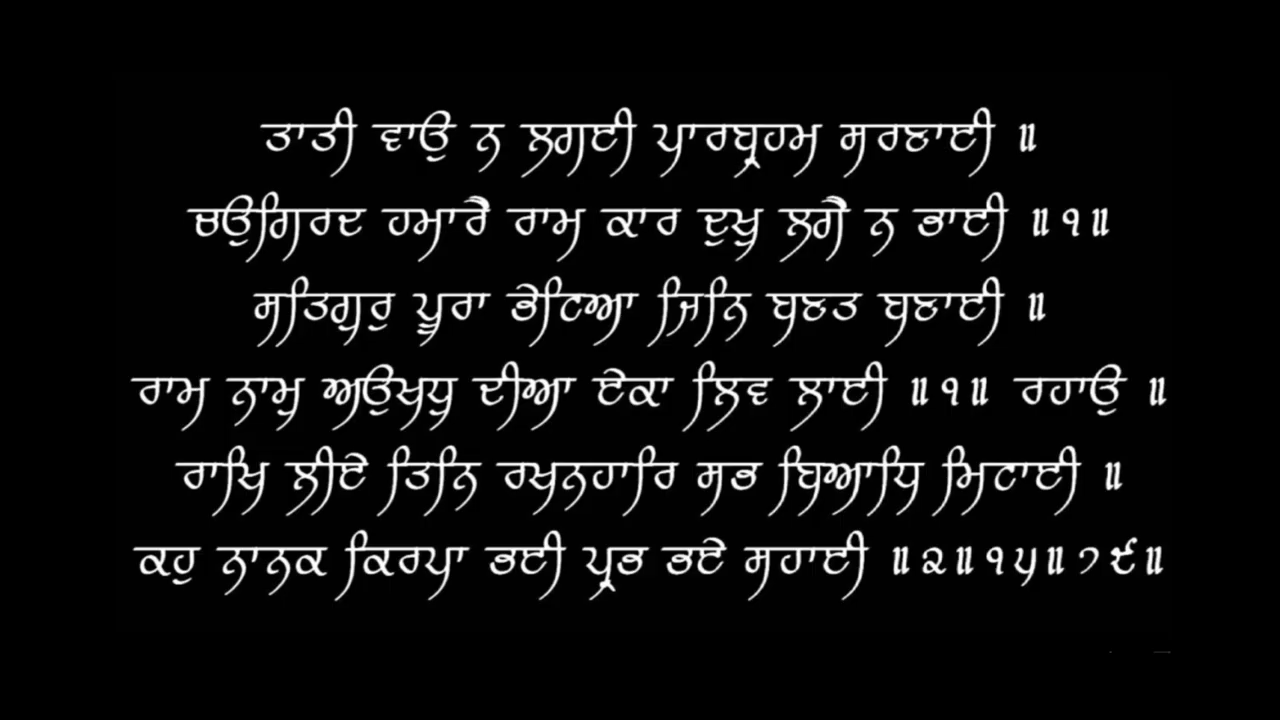 ਤਾਤੀ ਵਾਉ ਨ ਲਗਈ ਪਾਰਬ੍ਰਹਮ ਸਰਣਾਈ ॥
ਚਉਗਿਰਦ ਹਮਾਰੈ ਰਾਮ ਕਾਰ ਦੁਖੁ ਲਗੈ ਨ ਭਾਈ ॥੧॥
ਸਤਿਗੁਰੁ ਪੂਰਾ ਭੇਟਿਆ ਜਿਨਿ ਬਣਤ ਬਣਾਈ ॥
ਰਾਮ ਨਾਮੁ ਅਉਖਧੁ ਦੀਆ ਏਕਾ ਲਿਵ ਲਾਈ ॥੧॥ ਰਹਾਉ ॥
ਰਾਖਿ ਲੀਏ ਤਿਨਿ ਰਖਨਹਾਰਿ ਸਭ ਬਿਆਧਿ ਮਿਟਾਈ ॥
ਕਹੁ ਨਾਨਕ ਕਿਰਪਾ ਭਈ ਪ੍ਰਭ ਭਏ ਸਹਾਈ ॥੨॥੧੫॥੭੯॥